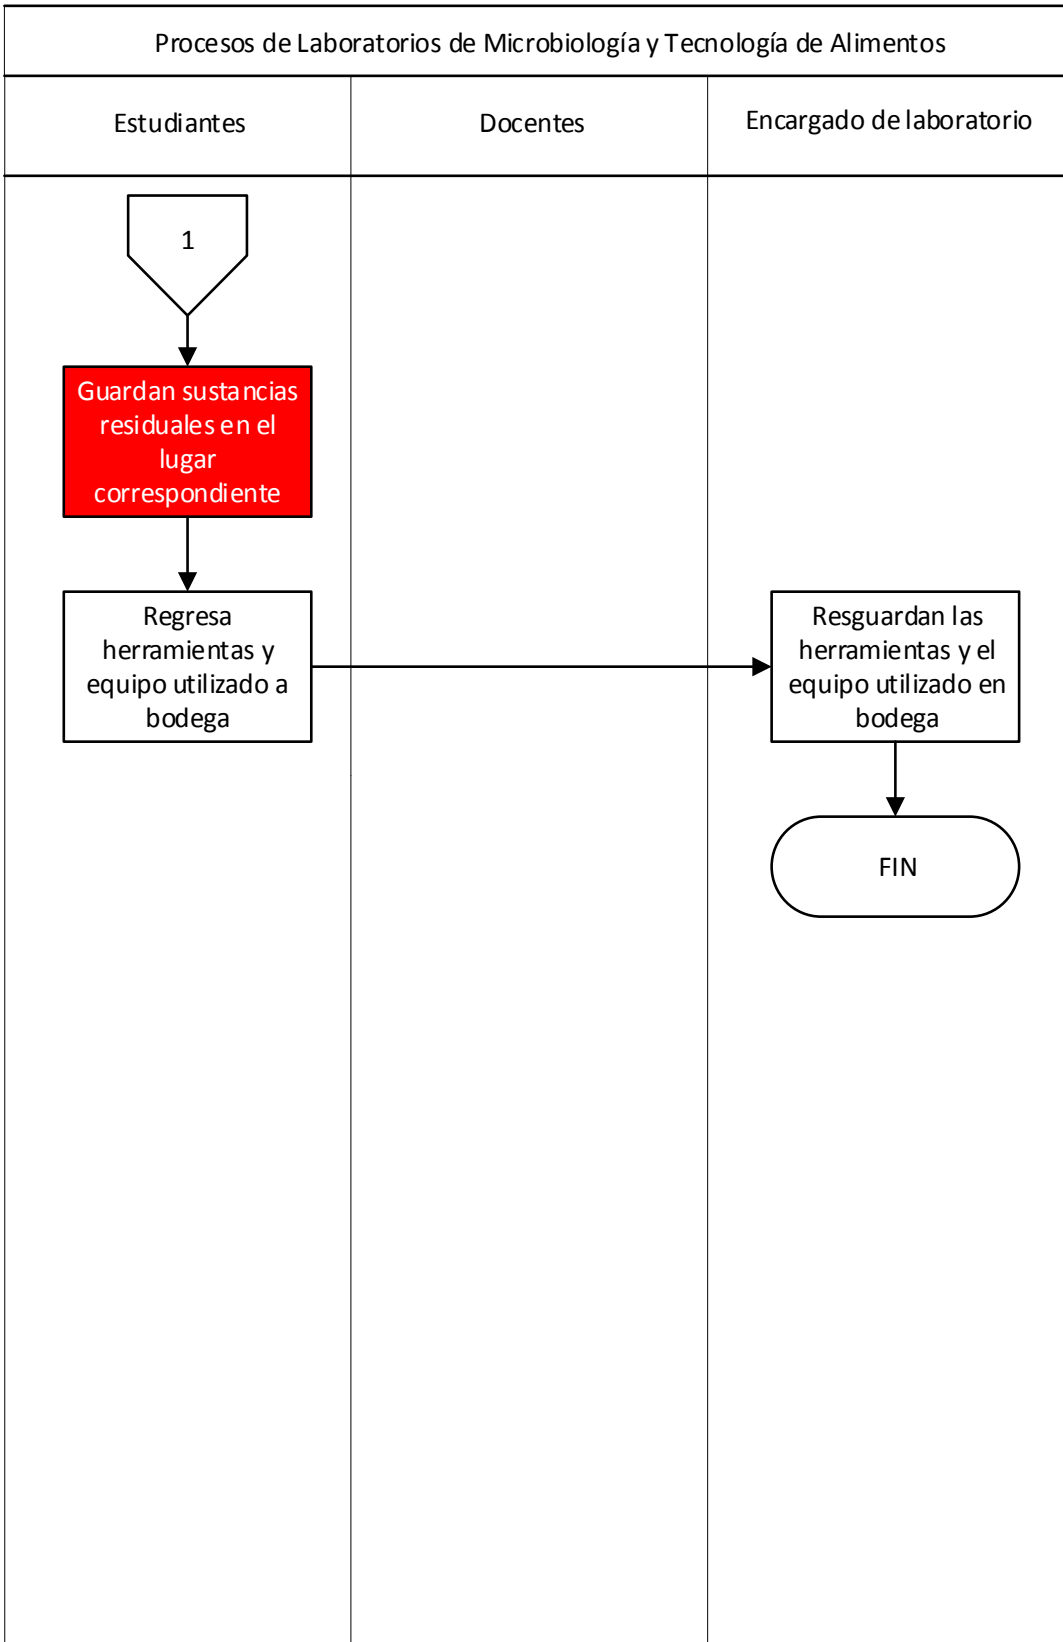 Procesos de Laboratorios de Microbiología y Tecnología de Alimentos
Estudiantes
Docentes
Encargado de laboratorio
1
Guardan sustancias
residuales en el
lugar
correspondiente
Regresa
herramientas y
equipo utilizado a
bodega
Resguardan las
herramientas y el
equipo utilizado en
bodega
FIN